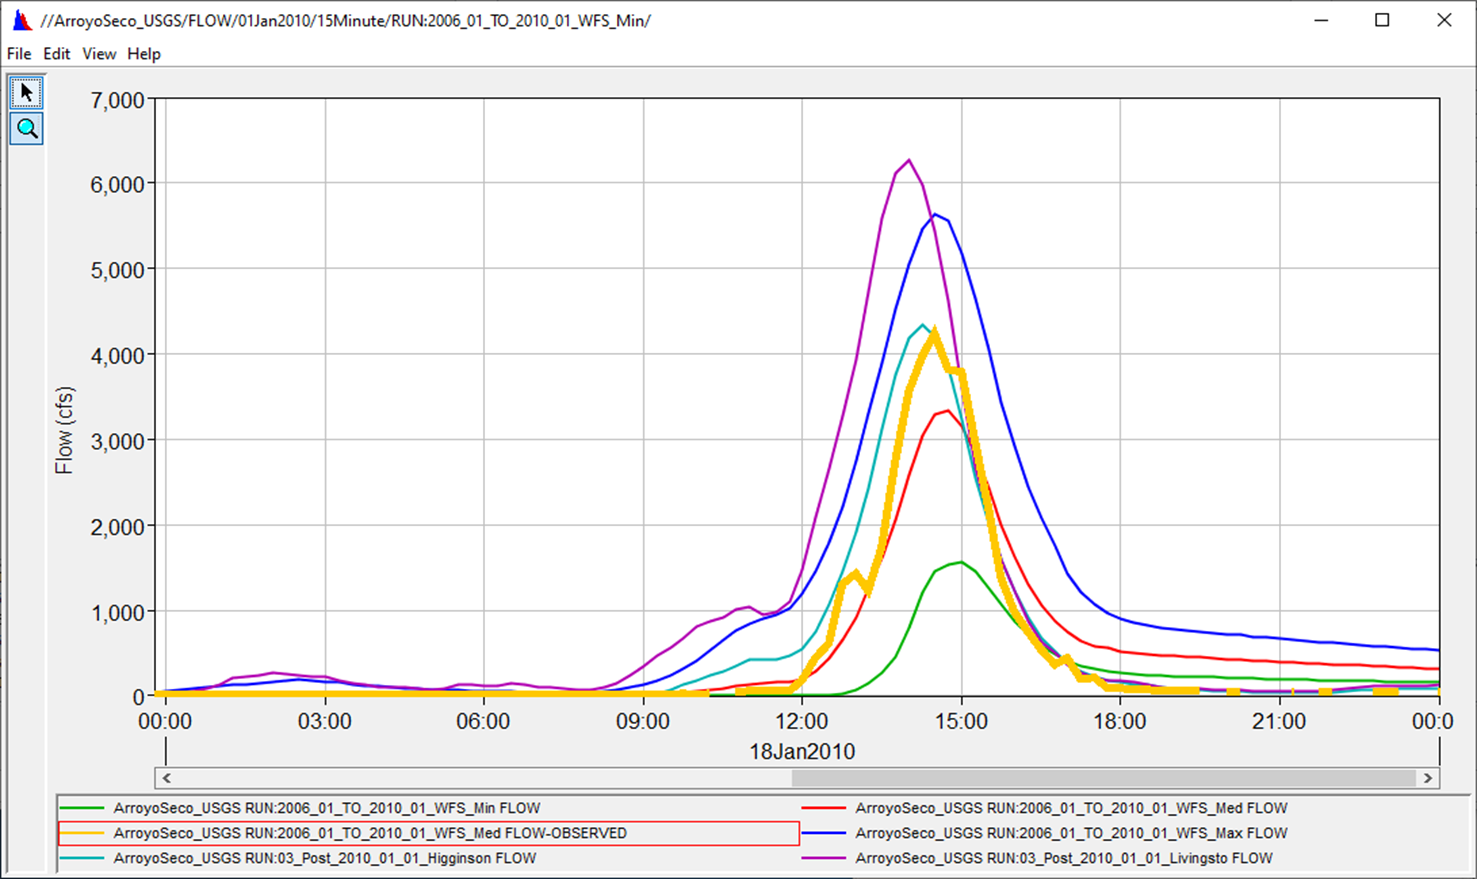 //ArroyoSeco_USGS/FLOW/01Jan2010/15Minute/RUN:2006_01_TO_2010_01_WFS_Min/
File Edit View Help
7,000
6,000
5,000
4,000
3,000
2,000
1,000
0
Flow (cfs)
00:00 03:00 06:00 09:00 12:00 15:00 18:00 21:00 00:0
18Jan2010
ArroyoSeco_USGS RUN:2006_01_TO_2010_01_WFS_Min FLOW ArroyoSeco_USGS RUN:2006_01_TO_2010_01_WFS_Med FLOW
ArroyoSeco_USGS RUN:2006_01_TO_2010_01_WFS_Med FLOW-OBSERVED ArroyoSeco_USGS RUN:2006_01_TO_2010_01_WFS_Max FLOW
ArroyoSeco_USGS RUN:03_Post_2010_01_01_Higginson FLOW ArroyoSeco_USGS RUN:03_Post_2010_01_01_Livingsto FLOW